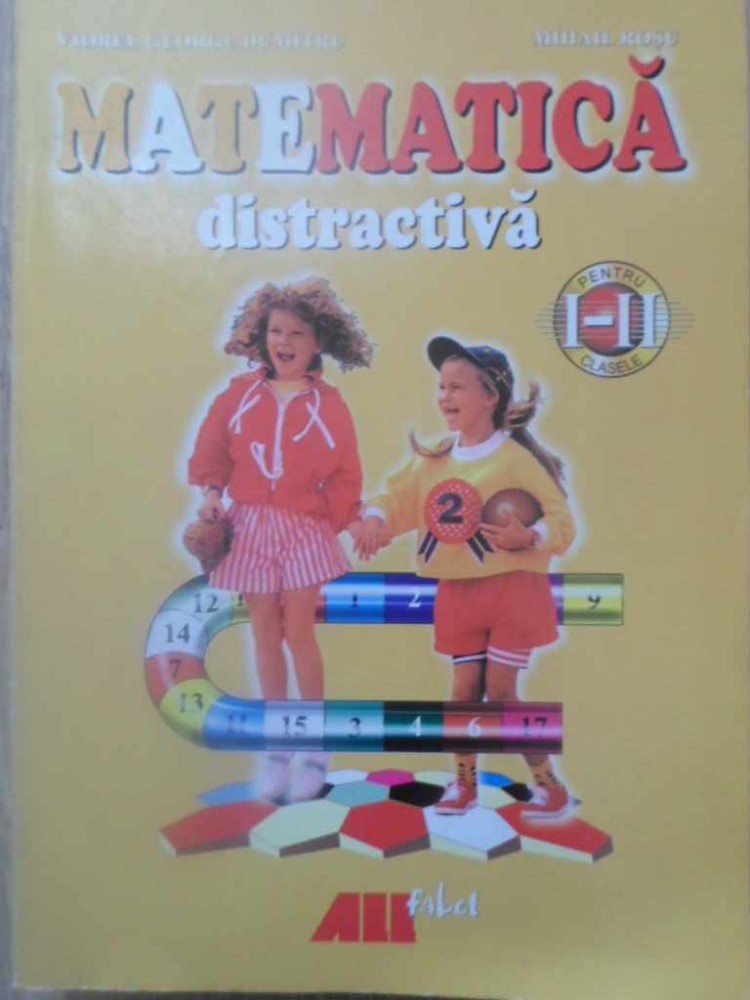 VIOREL GEORGE DUMITRU MIHAIL ROȘU
MATEMATICĂ
distractivă
PENTRU
I-II
CLASELE
2
12 1 1 2 9
14
7
13
11 15 3 4 6 17
ALL fabet